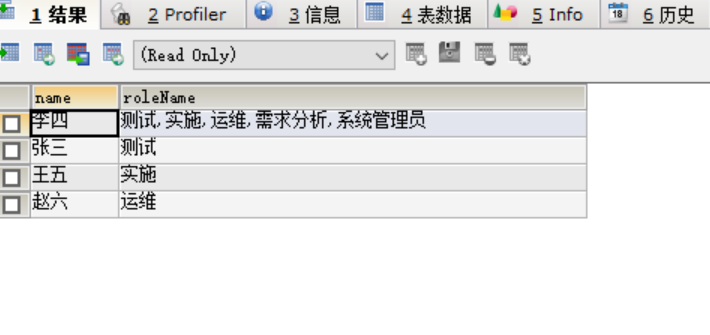 1 结果 2 Profiler 3 信息 4 表数据 5 Info 18 6 历史
(Read Only)
name roleName
李四 测试,实施,运维,需求分析,系统管理员
张三 测试
王五 实施
赵六 运维